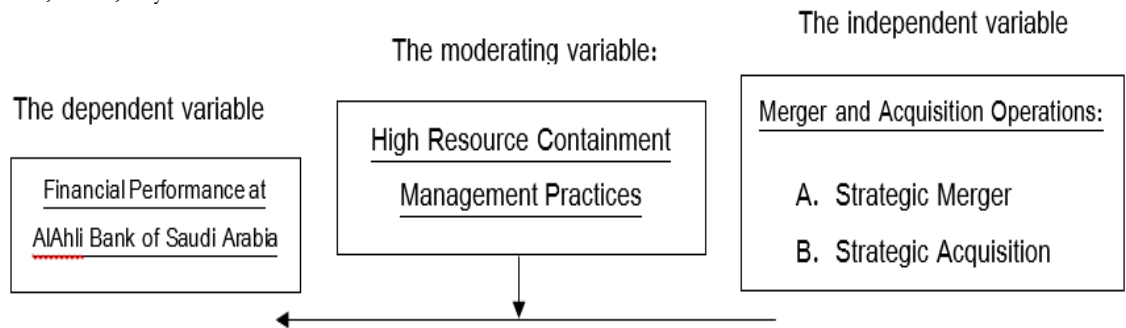 The independent variable
The moderating variable:
The dependent variable
Merger and Acquisition Operations:
A. Strategic Merger
B. Strategic Acquisition
High Resource Containment
Management Practices
Financial Performance at
AlAhli Bank of Saudi Arabia